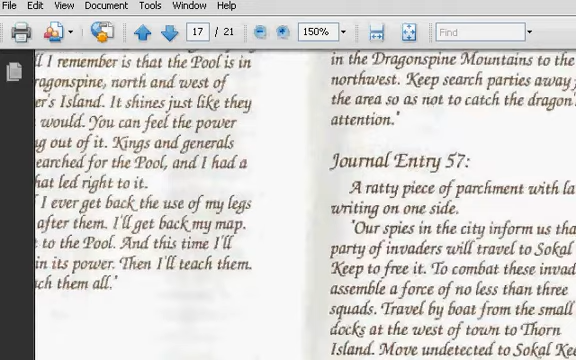 File View Document Tools Window Help
17 / 21 150% Find
ll I remember is that the Pool is in
ragonspine, north and west of
er's Island. It shines just like they
would. You can feel the power
g out of it. Kings and generals
earched for the Pool, and I had a
hat led right to it.
I ever get back the use of my legs
after them. I'll get back my map.
to the Pool. And this time I'll
in its power. Then I'll teach them.
ch them all."
in the Dragonspine Mountains to the
northwest. Keep search parties away
the area so as not to catch the dragon
attention."
Journal Entry 57:
A ratty piece of parchment with la
writing on one side.
"Our spies in the city inform us tha
party of invaders will travel to Sokal
Keep to free it. To combat these invad
assemble a force of no less than three
squads. Travel by boat from the small
docks at the west of town to Thorn
Island. Move undetected to Sokal Kee